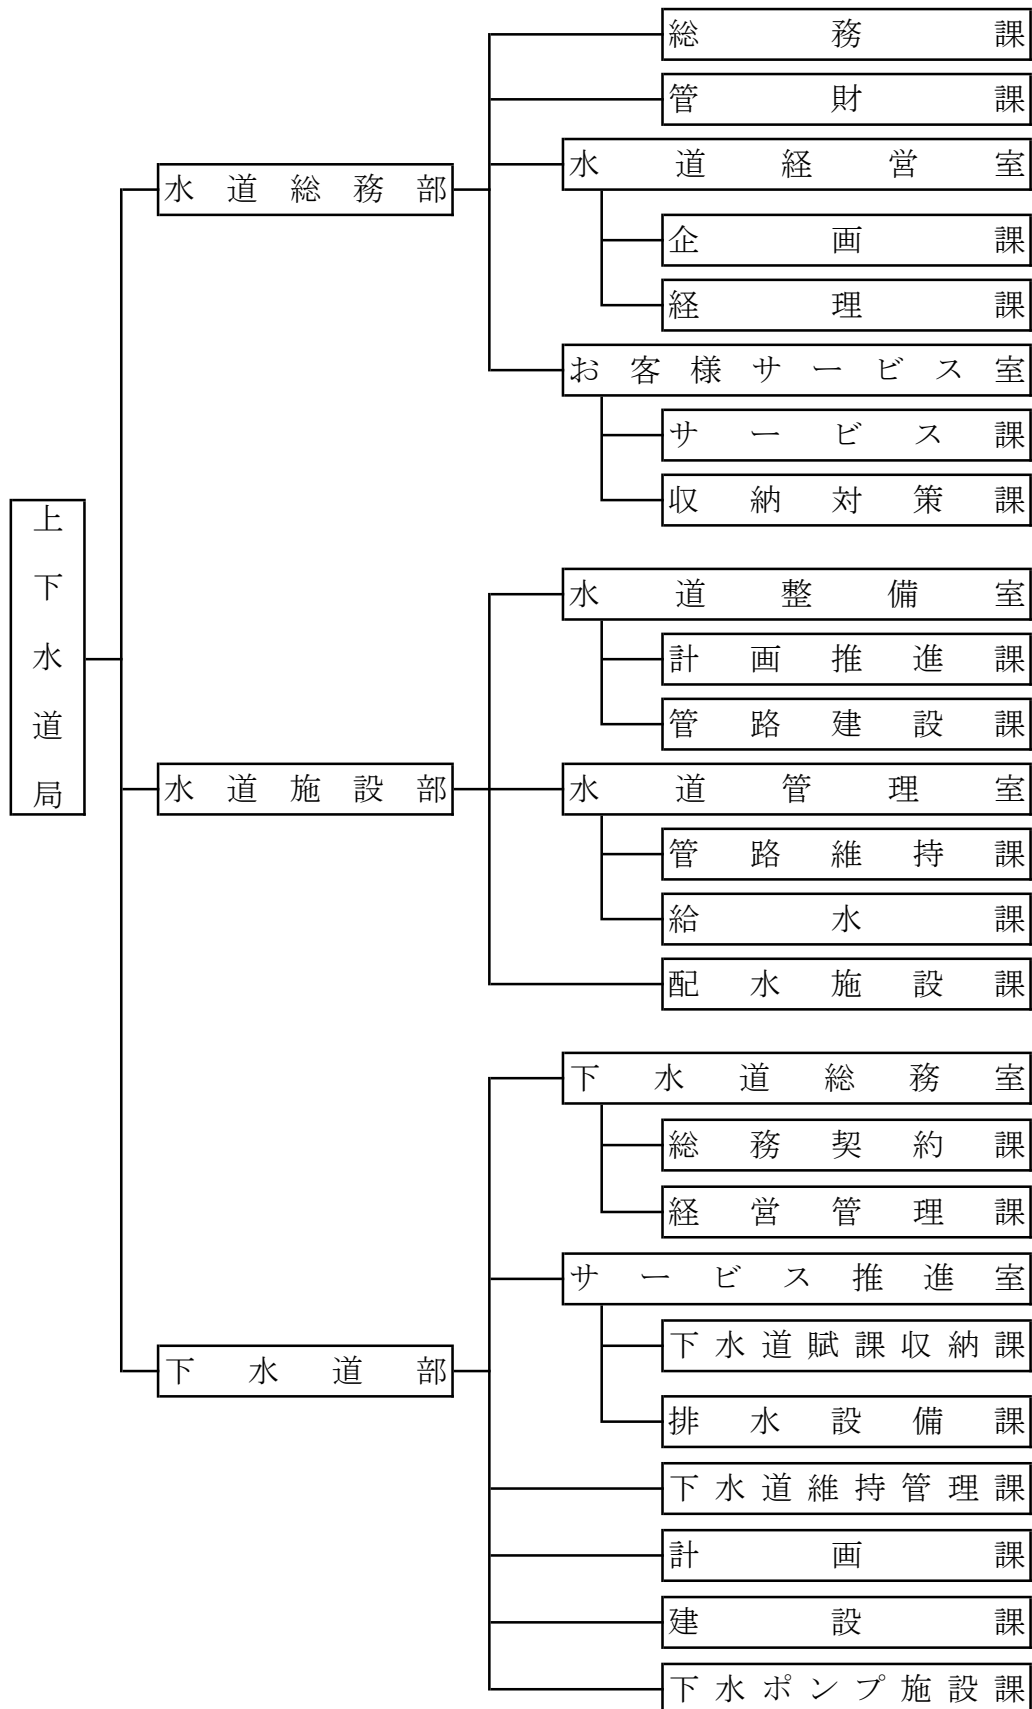 総務課
管財課
水道経営室
水道総務部
企画課
経理課
お客様サービス室
サービス課
収納対策課
上下水道局
水道整備室
計画推進課
管路建設課
水道施設部
水道管理室
管路維持課
給水課
配水施設課
下水道総務室
総務契約課
経営管理課
サービス推進室
下水道賦課収納課
下水道部
排水設備課
下水道維持管理課
計画課
建設課
下水ポンプ施設課